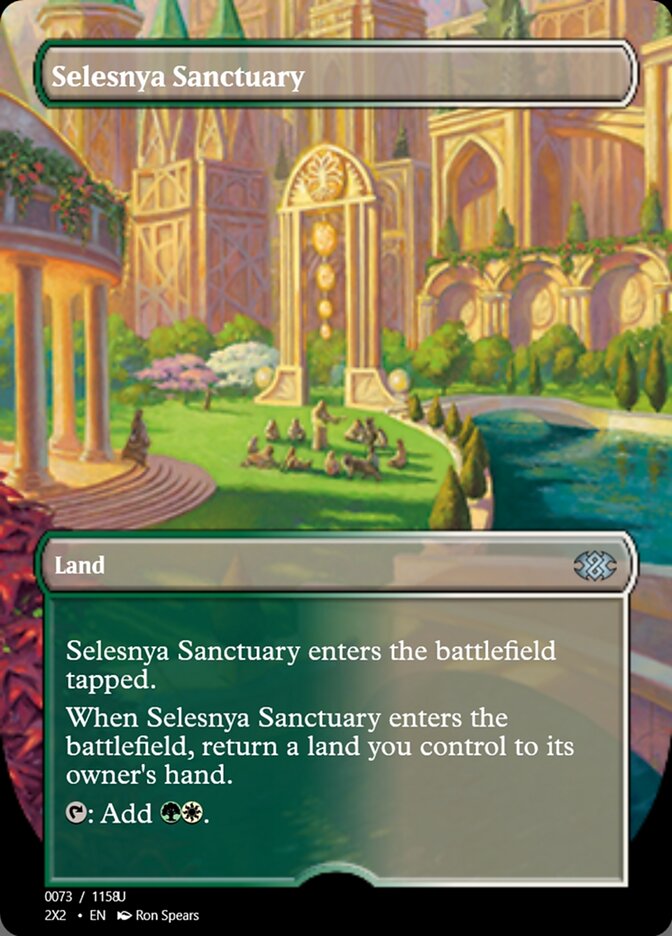 Selesnya Sanctuary
Land
Selesnya Sanctuary enters the battlefield
tapped.
When Selesnya Sanctuary enters the
battlefield, return a land you control to its
owner's hand.
: Add .
0073 / 1158U
2X2 • EN Ron Spears